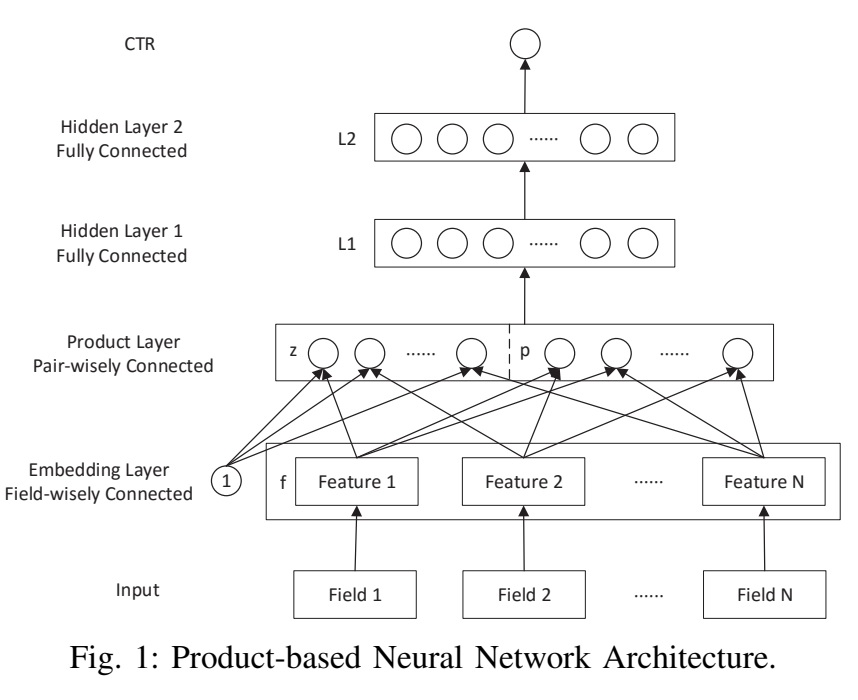 CTR
Hidden Layer 2
Fully Connected
L2
......
Hidden Layer 1
Fully Connected
L1
......
Product Layer
Pair-wisely Connected
z
......
p
......
Embedding Layer
Field-wisely Connected
1
f
Feature 1
Feature 2
......
Feature N
Input
Field 1
Field 2
......
Field N
Fig. 1: Product-based Neural Network Architecture.